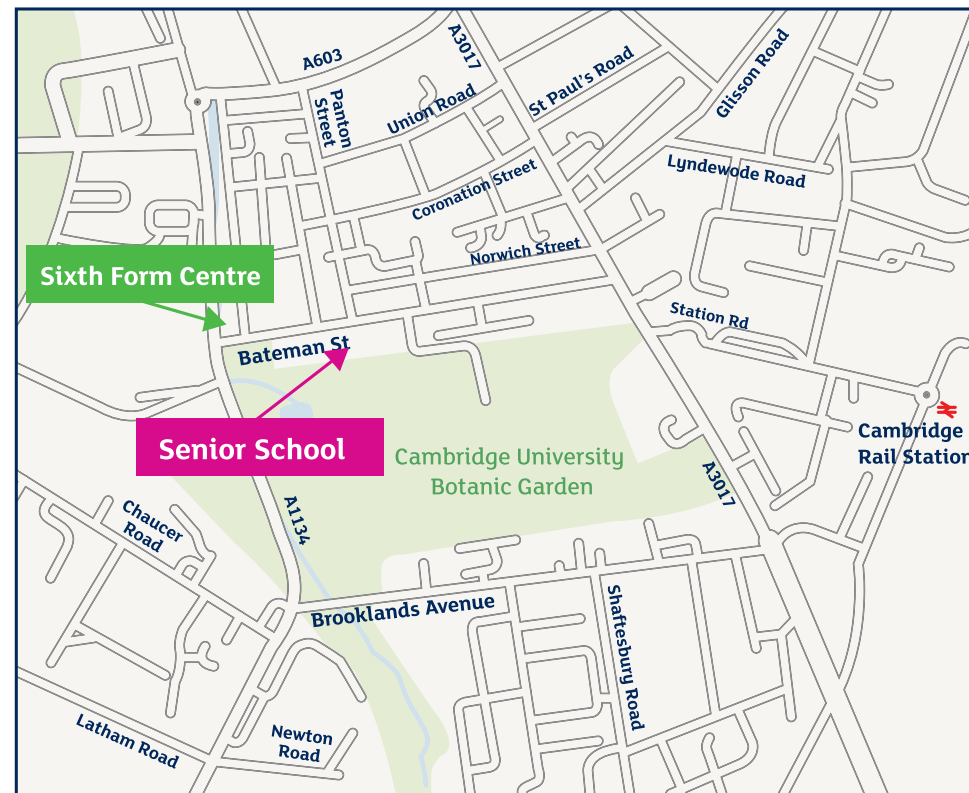 A603
A3017
Panton
Street
Union Road
St Paul's Road
Glisson Road
Coronation Street
Lyndewode Road
Norwich Street
Sixth Form Centre
Station Rd
Bateman St
Senior School
Cambridge University
Botanic Garden
Cambridge
Rail Station
A3017
Chaucer
Road
A1134
Brooklands Avenue
Shaftesbury Road
Latham Road
Newton
Road